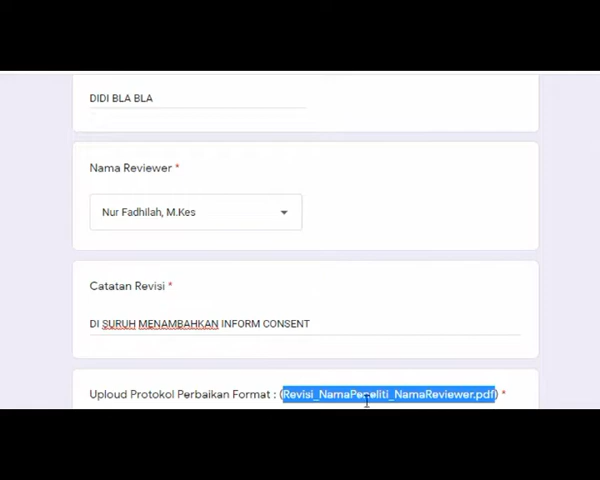 DIDI BLA BLA
Nama Reviewer *
Nur Fadhilah, M.Kes
Catatan Revisi *
DI SURUH MENAMBAHKAN INFORM CONSENT
Uploud Protokol Perbaikan Format : (Revisi_NamaPeneliti_NamaReviewer.pdf) *